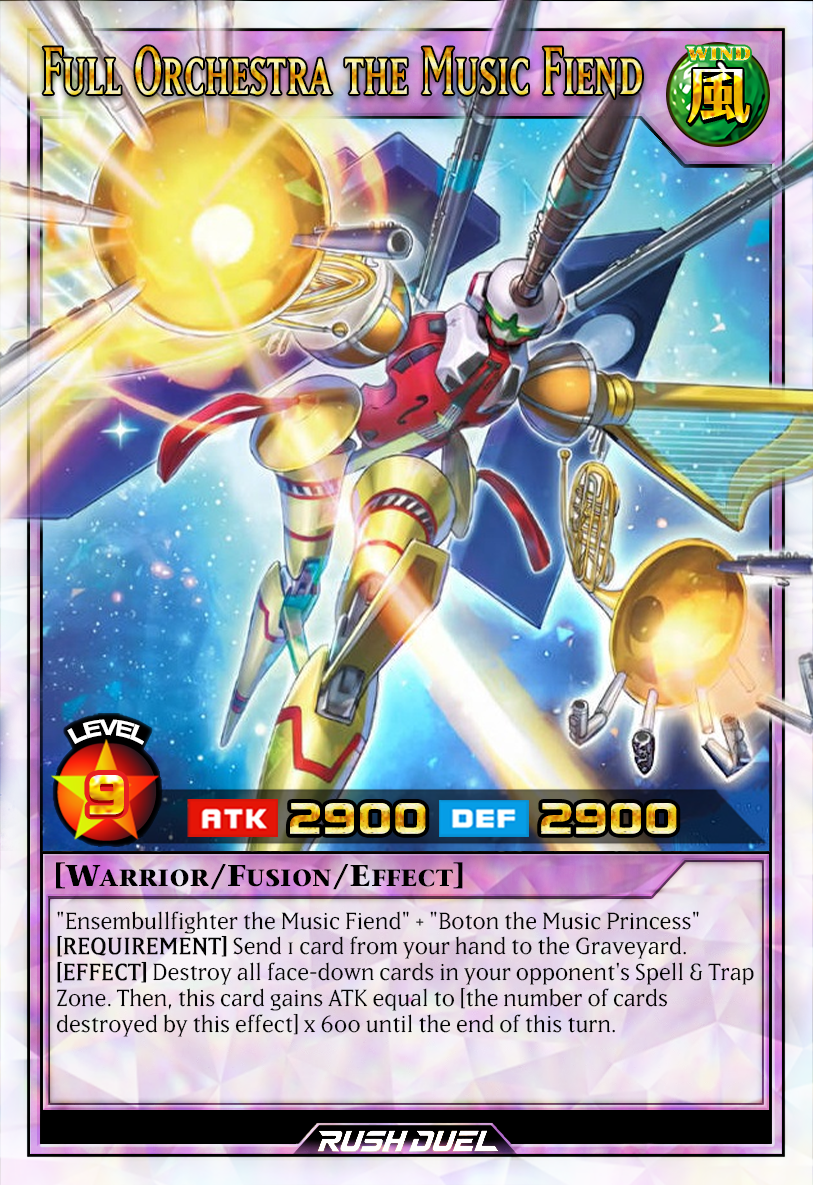 Full Orchestra the Music Fiend
WIND
風
LEVEL
9
ATK 2900 DEF 2900
[Warrior/Fusion/Effect]
"Ensembullfighter the Music Fiend" + "Boton the Music Princess"
[REQUIREMENT] Send 1 card from your hand to the Graveyard.
[EFFECT] Destroy all face-down cards in your opponent's Spell & Trap
Zone. Then, this card gains ATK equal to [the number of cards
destroyed by this effect] x 600 until the end of this turn.
RUSH DUEL